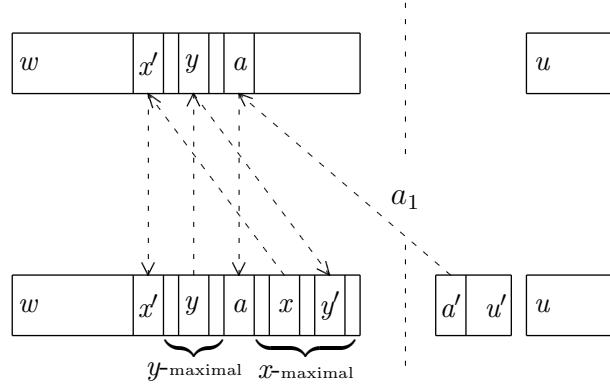 w x′ y a u
a₁
w x′ y a x y′ a′ u′ u
y-maximal x-maximal